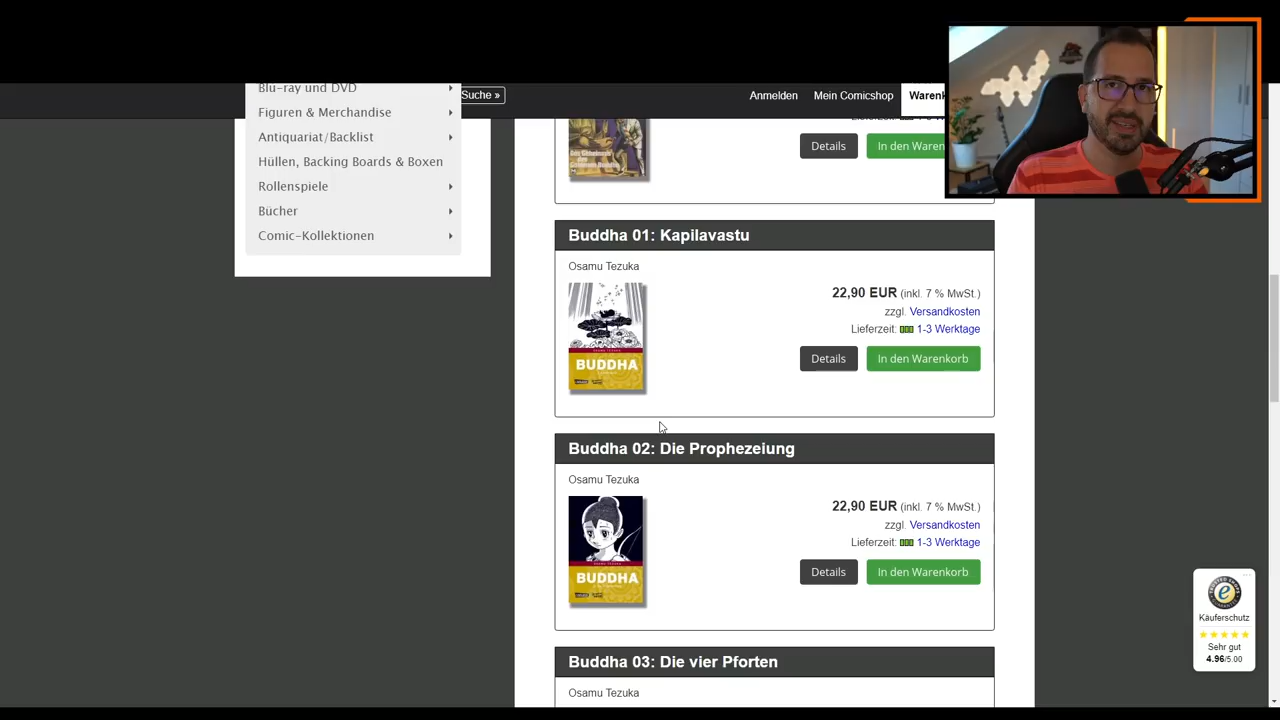 Blu-ray und DVD
Figuren & Merchandise
Antiquariat/Backlist
Hüllen, Backing Boards & Boxen
Rollenspiele
Bücher
Comic-Kollektionen
Suche »
Anmelden
Mein Comicshop
Details
In den
Buddha 01: Kapilavastu
Osamu Tezuka
BUDDHA
22,90 EUR (inkl. 7 % MwSt.)
zzgl. Versandkosten
Lieferzeit: 1-3 Werktage
Details
In den Warenkorb
Buddha 02: Die Prophezeiung
Osamu Tezuka
BUDDHA
22,90 EUR (inkl. 7 % MwSt.)
zzgl. Versandkosten
Lieferzeit: 1-3 Werktage
Details
In den Warenkorb
Buddha 03: Die vier Pforten
Osamu Tezuka
Käuferschutz
Sehr gut
4.96/5.00